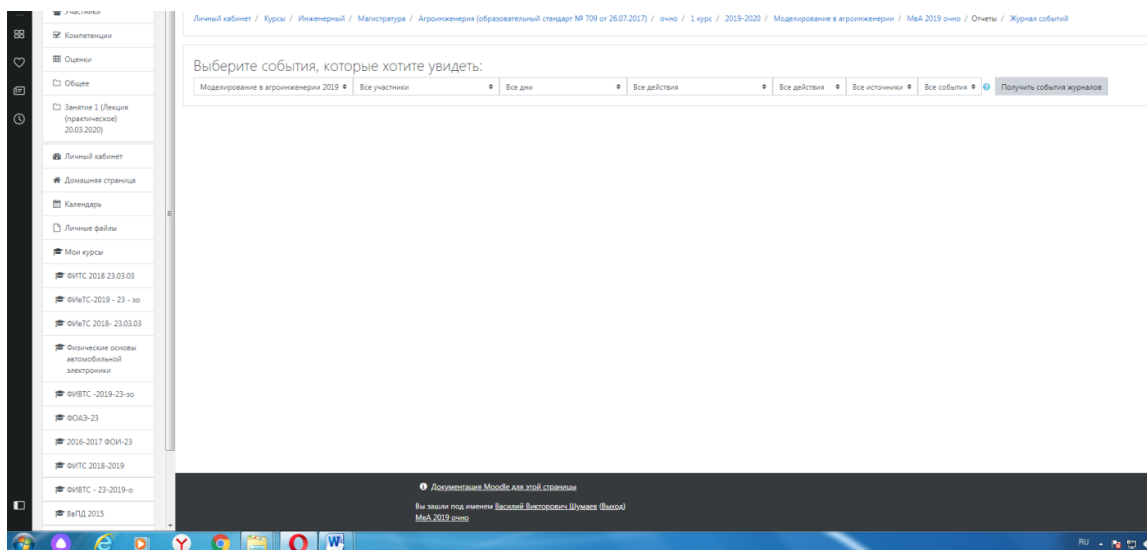 Участники
Личный кабинет / Курсы / Инженерный / Магистратура / Агроинженерия (образовательный стандарт № 709 от 26.07.2017) / очно / 1 курс / 2019-2020 / Моделирование в агроинженерии / МвА 2019 очно / Отчеты / Журнал событий
Компетенции
Оценки
Общее
Занятие 1 (Лекция
(практическое)
20.03.2020)
Личный кабинет
Домашняя страница
Календарь
Личные файлы
Мои курсы
ФИТС 2018 23.03.03
ФИвТС-2019 - 23 - зо
ФИвТС 2018- 23.03.03
Физические основы
автомобильной
электроники
ФИВТС -2019-23-зо
ФОАЭ-23
2016-2017 ФОИ-23
ФИТС 2018-2019
ФИВТС - 23-2019-о
ВвПД 2015
Выберите события, которые хотите увидеть:
Моделирование в агроинженерии 2019 Все участники Все дни Все действия Все действия Все источники Все события Получить события журналов
Документация Moodle для этой страницы
Вы зашли под именем Василий Викторович Шумаев (Выход)
МвА 2019 очно
RU